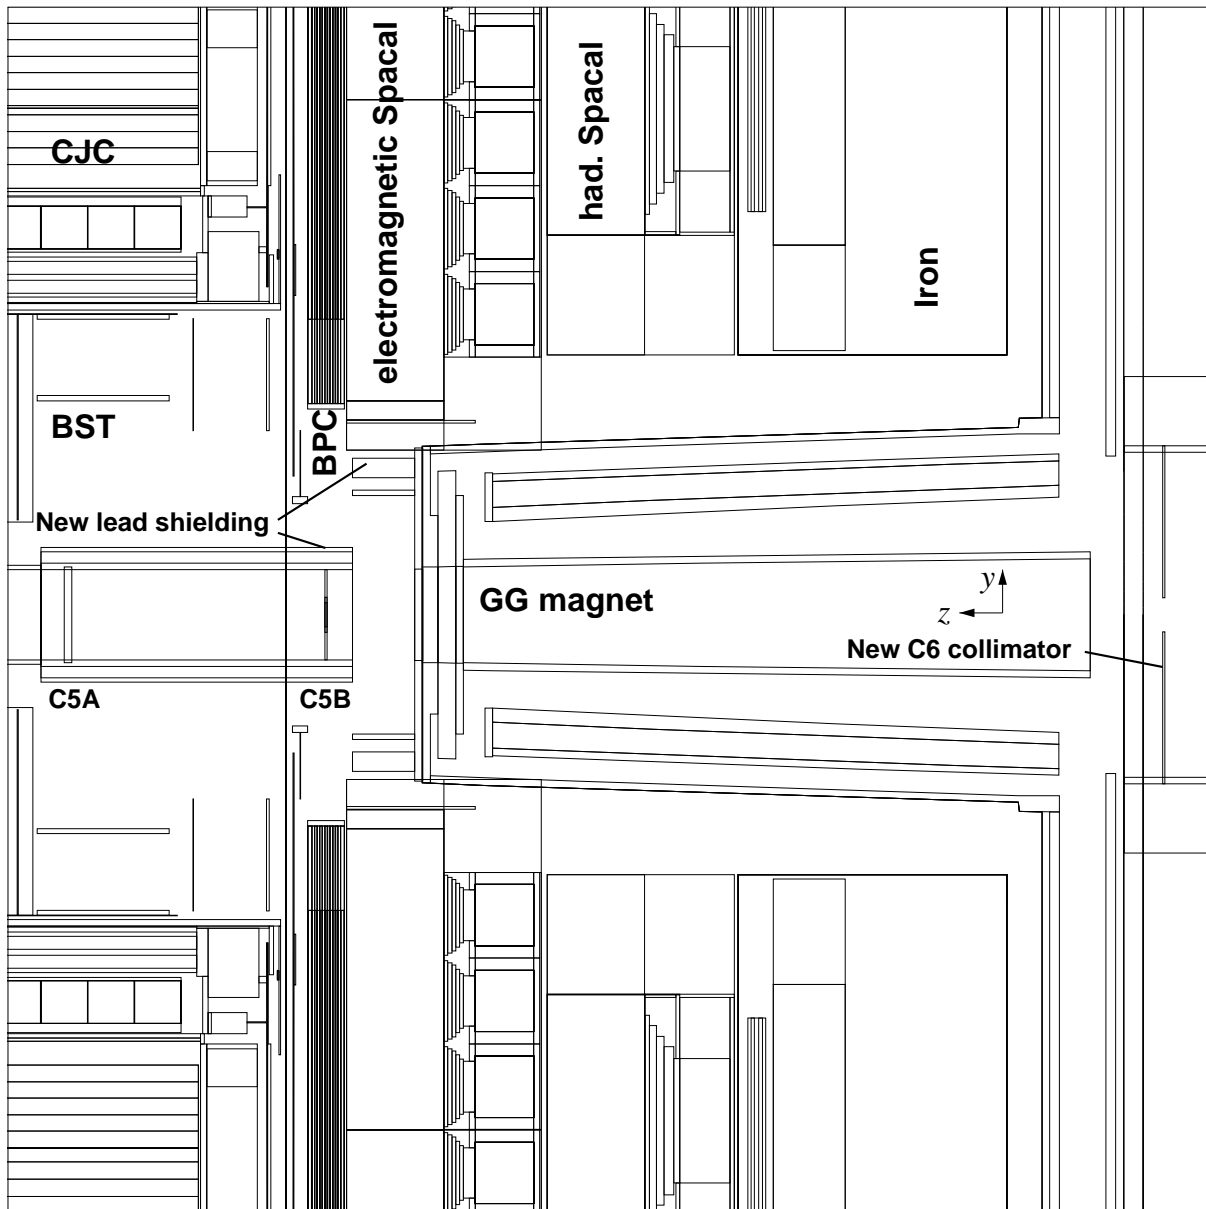 CJC
electromagnetic Spacal
had. Spacal
Iron
BST
BPC
New lead shielding
GG magnet
y
z
New C6 collimator
C5A
C5B